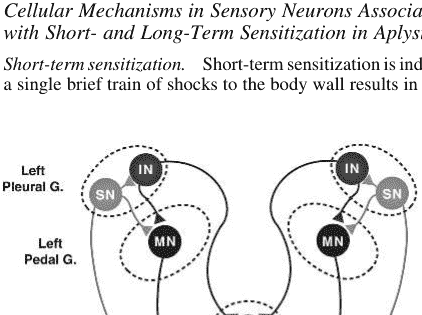 Cellular Mechanisms in Sensory Neurons Associa
with Short- and Long-Term Sensitization in Aplys
Short-term sensitization. Short-term sensitization is ind
a single brief train of shocks to the body wall results in
Left
Pleural G.
IN
SN
Left
Pedal G.
MN
IN
SN
MN